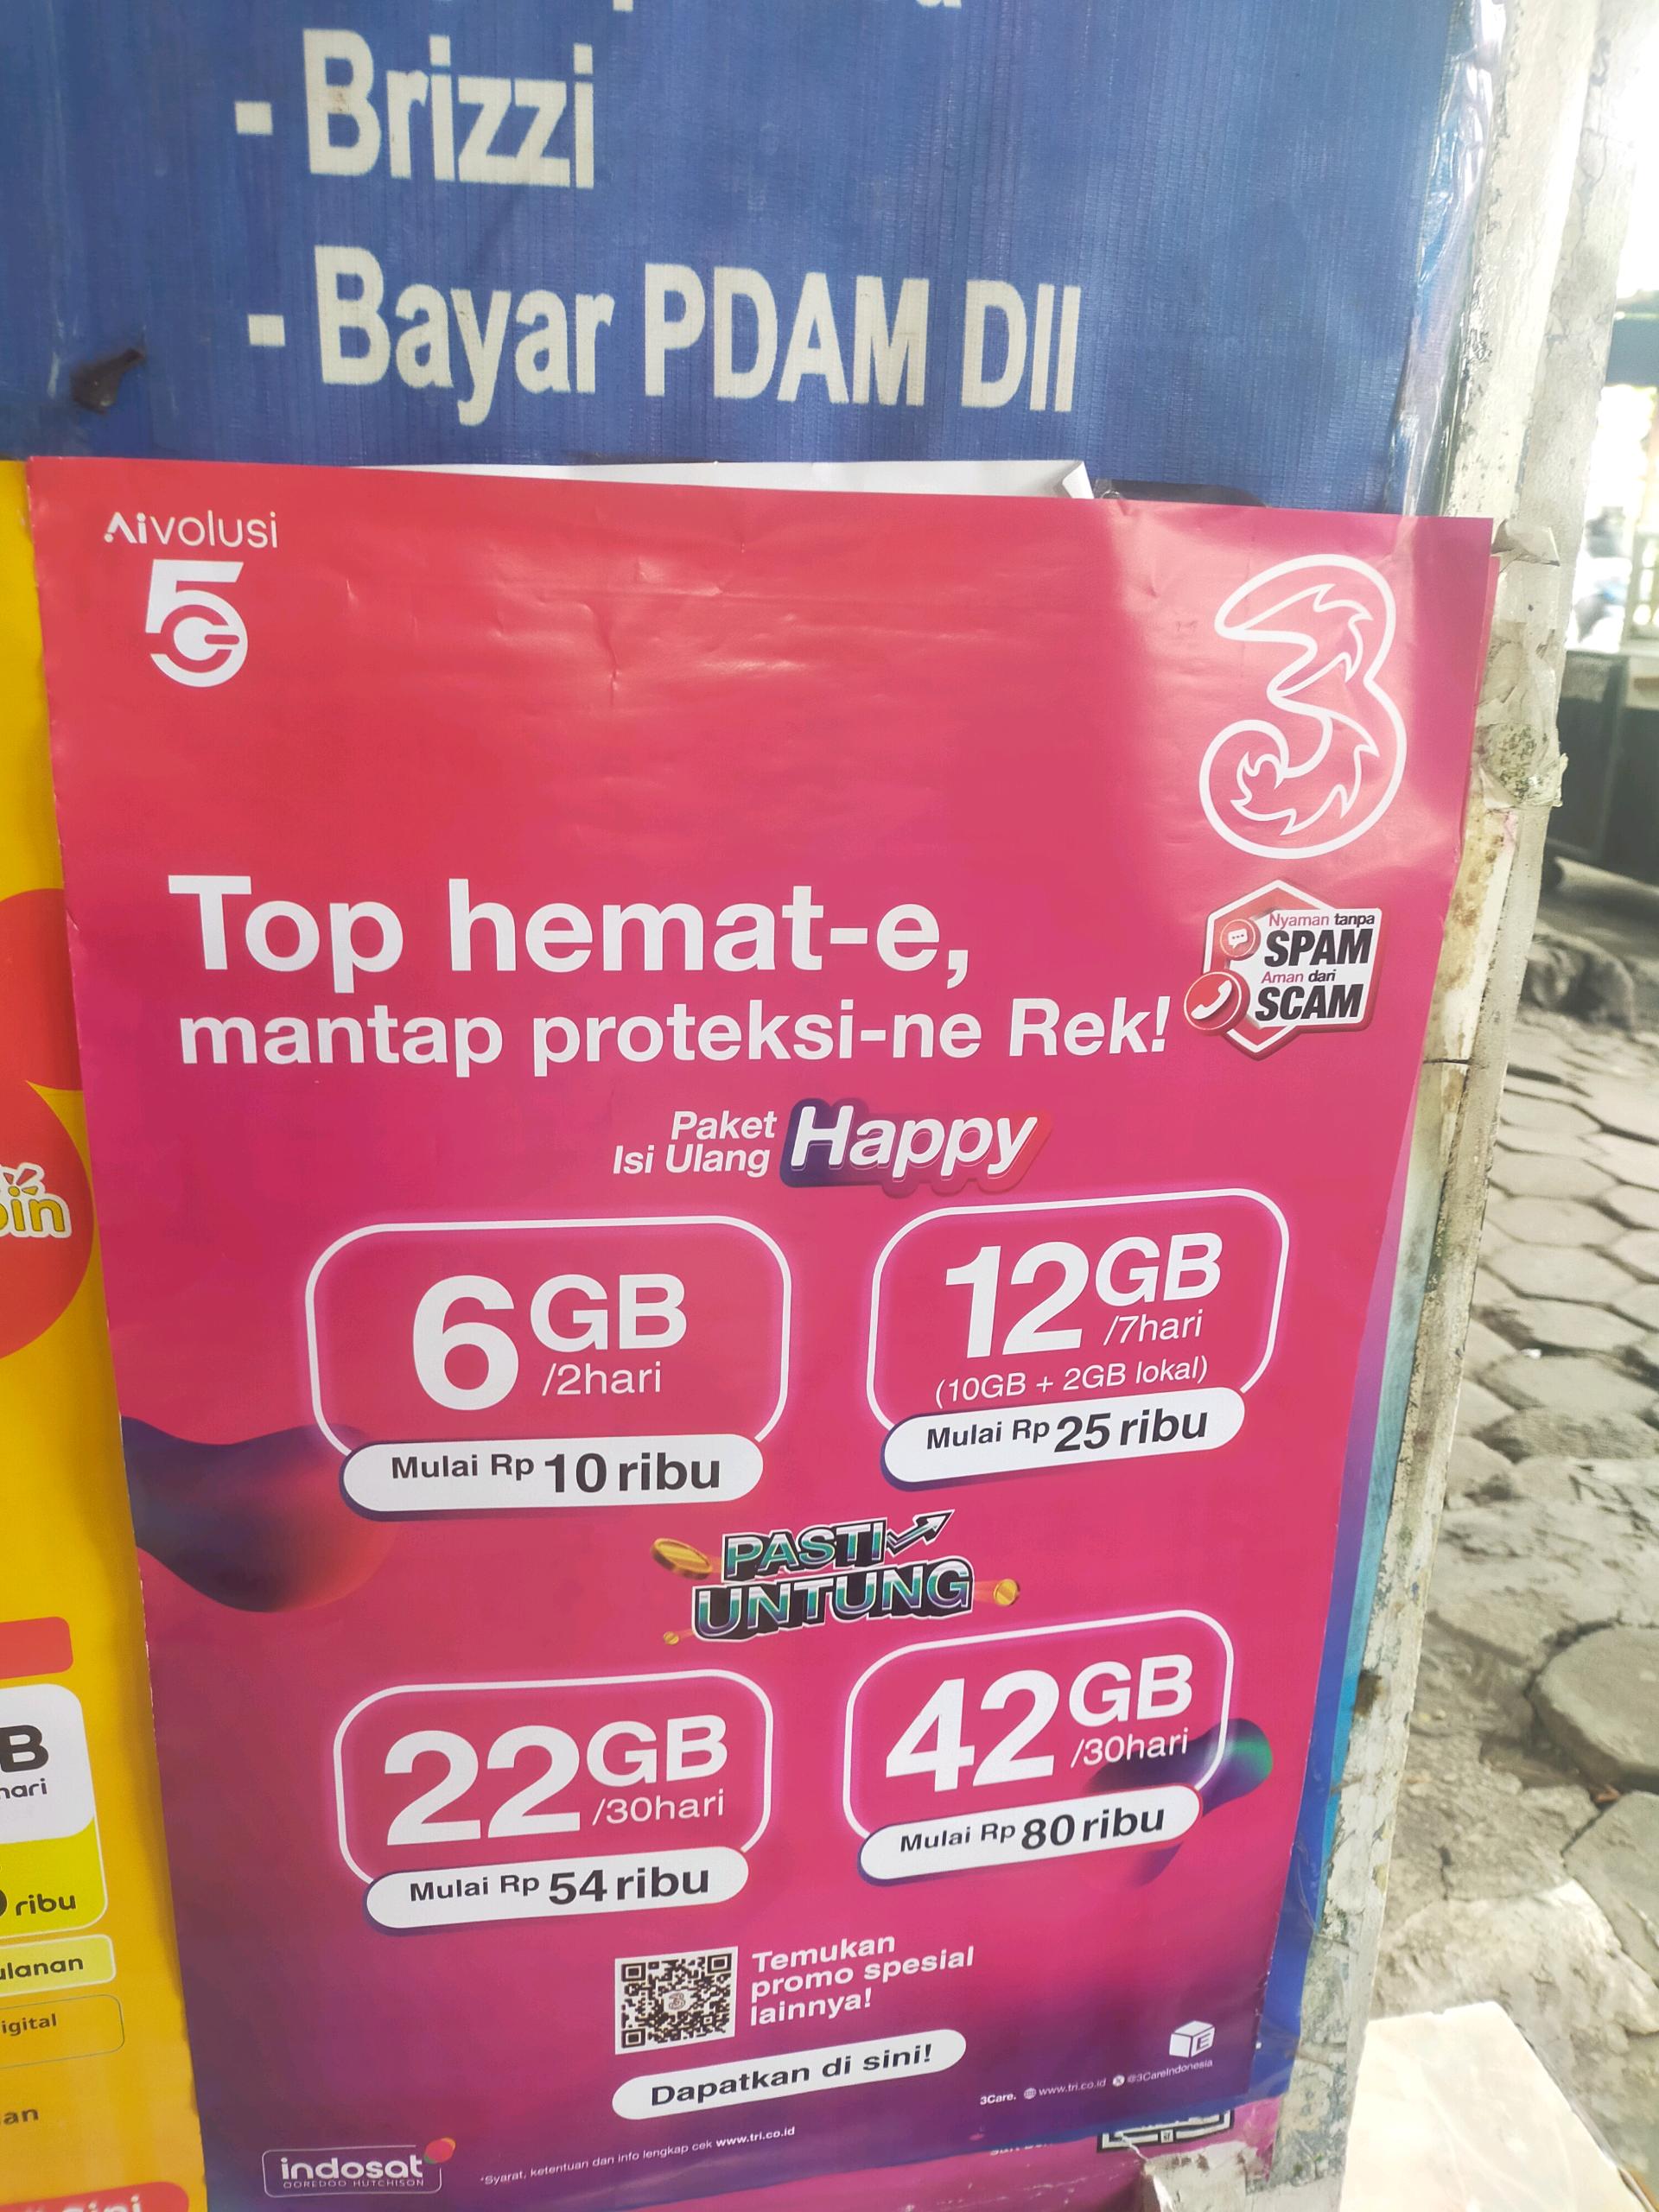 - Brizzi
- Bayar PDAM Dll
Aivolusi
5G
3
Top hemat-e,
mantap proteksi-ne Rek!
Nyaman tanpa
SPAM
Aman dari
SCAM
Paket
Isi Ulang
Happy
6GB
/2hari
Mulai Rp 10 ribu
12GB
/7hari
(10GB + 2GB lokal)
Mulai Rp 25 ribu
PASTI
UNTUNG
22GB
/30hari
Mulai Rp 54 ribu
42GB
/30hari
Mulai Rp 80 ribu
Temukan
promo spesial
lainnya!
Dapatkan di sini!
E
3Care. www.tri.co.id @3CareIndonesia
indosat
OOREDOO HUTCHISON
*Syarat, ketentuan dan info lengkap cek www.tri.co.id
in
B
ribu